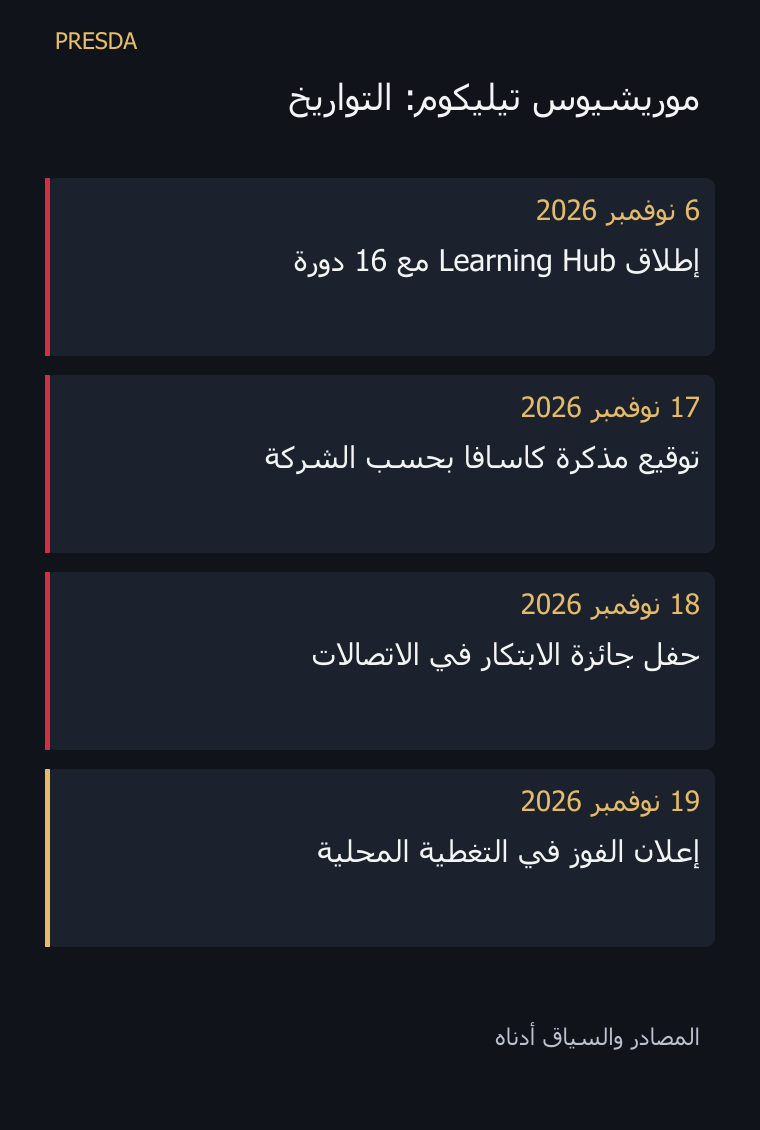 PRESDA
موريشيوس تيليكوم: التواريخ
6 نوفمبر 2026
إطلاق Learning Hub مع 16 دورة
17 نوفمبر 2026
توقيع مذكرة كاسافا بحسب الشركة
18 نوفمبر 2026
حفل جائزة الابتكار في الاتصالات
19 نوفمبر 2026
إعلان الفوز في التغطية المحلية
المصادر والسياق أدناه